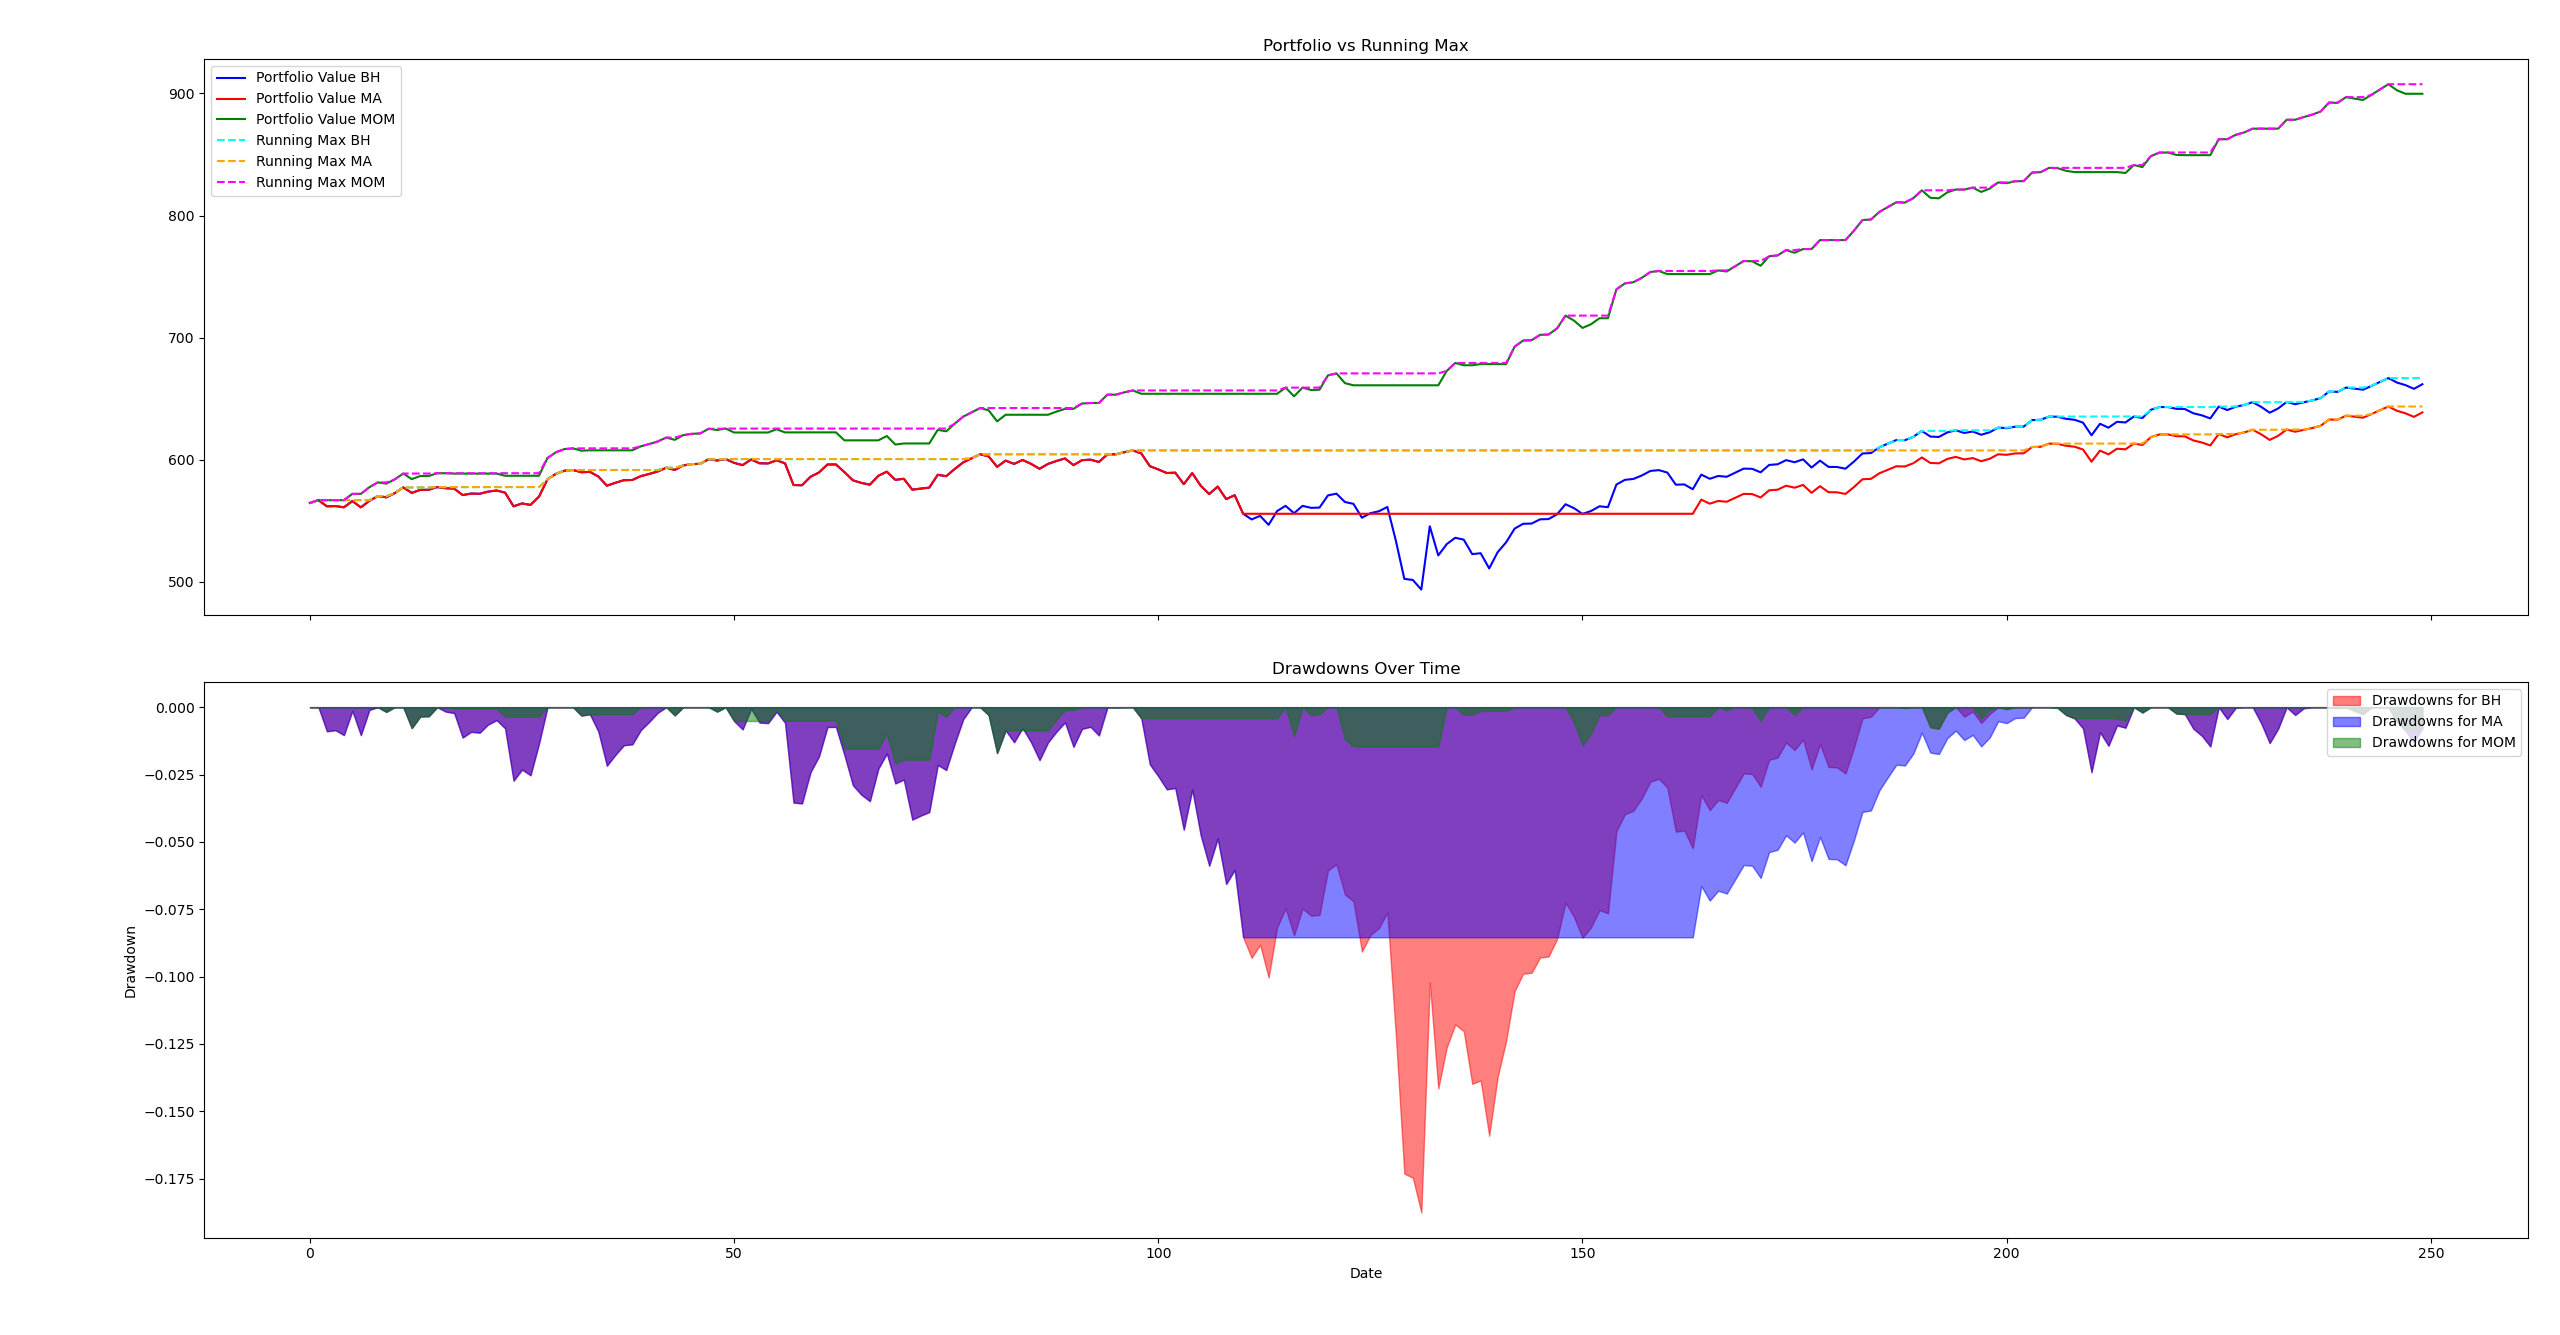 Portfolio vs Running Max
Portfolio Value BH
Portfolio Value MA
Portfolio Value MOM
Running Max BH
Running Max MA
Running Max MOM
900
800
700
600
500
Drawdowns Over Time
Drawdowns for BH
Drawdowns for MA
Drawdowns for MOM
0.000
−0.025
−0.050
−0.075
−0.100
−0.125
−0.150
−0.175
Drawdown
0
50
100
150
200
250
Date